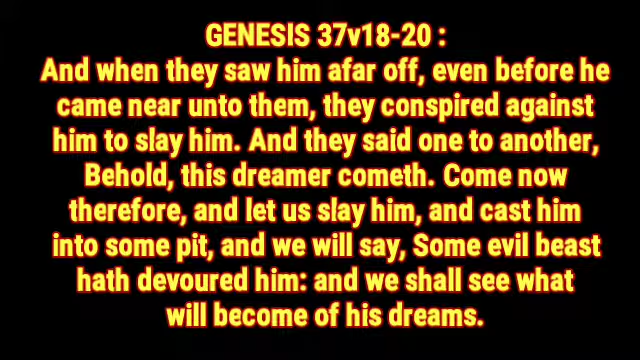 GENESIS 37v18-20 :
And when they saw him afar off, even before he
came near unto them, they conspired against
him to slay him. And they said one to another,
Behold, this dreamer cometh. Come now
therefore, and let us slay him, and cast him
into some pit, and we will say, Some evil beast
hath devoured him: and we shall see what
will become of his dreams.